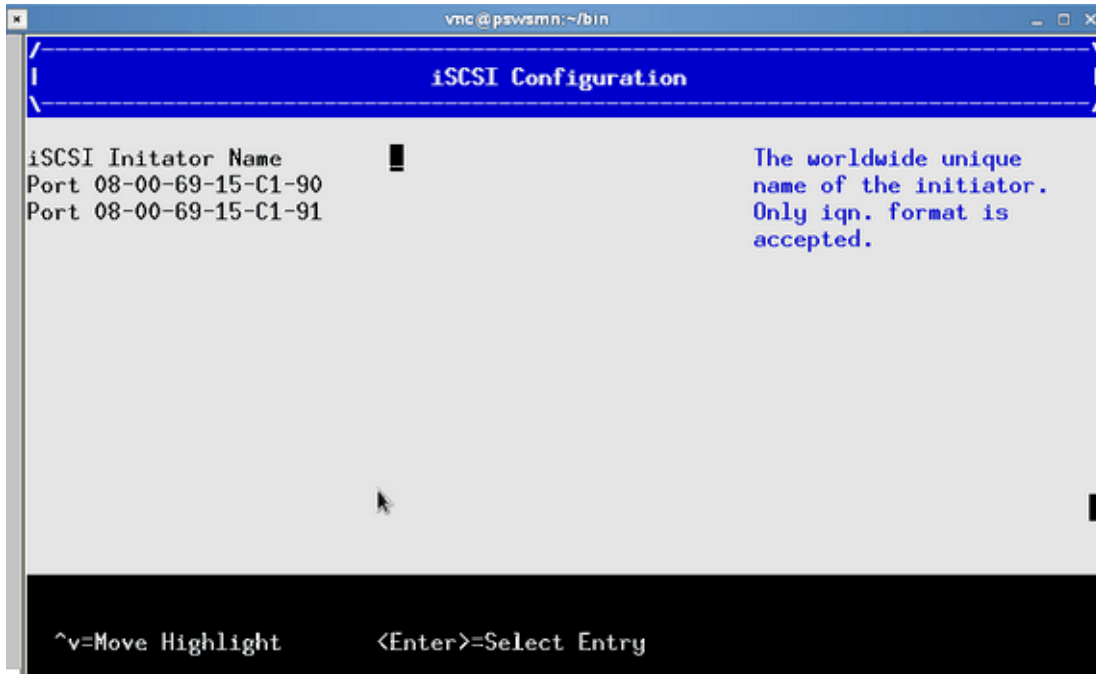 vnc@pswsmn:~/bin
iSCSI Configuration
iSCSI Initator Name
Port 08-00-69-15-C1-90
Port 08-00-69-15-C1-91
The worldwide unique
name of the initiator.
Only iqn. format is
accepted.
^v=Move Highlight <Enter>=Select Entry